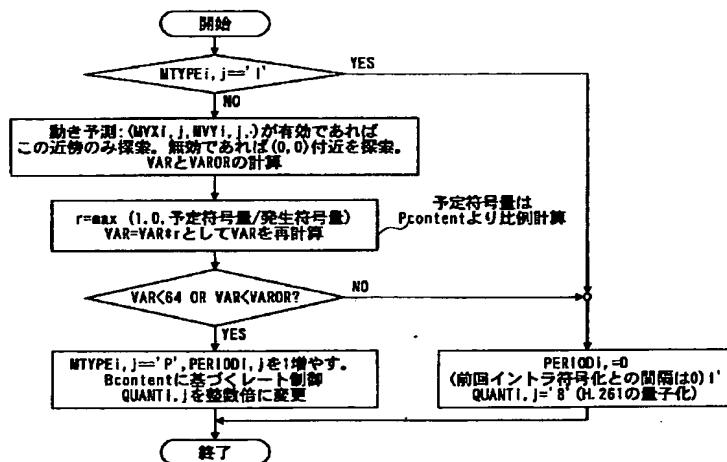 開始
MTYPEi,j=='I'
YES
NO
動き予測:(MVXi,j,MVYi,j,)が有効であれば
この近傍のみ探索。無効であれば(0,0)付近を探索。
VARとVARORの計算
r=max (1.0,予定符号量/発生符号量)
VAR=VAR*rとしてVARを再計算
予定符号量は
Pcontentより比例計算
VAR<64 OR VAR<VAROR?
NO
YES
MTYPEi,j=='P',PERIODi,jを1増やす。
Bcontentに基づくレート制御
QUANTi,jを整数倍に変更
PERIODi,=0
(前回イントラ符号化との間隔は0)I'
QUANTi,j='8'(H.261の量子化)
終了